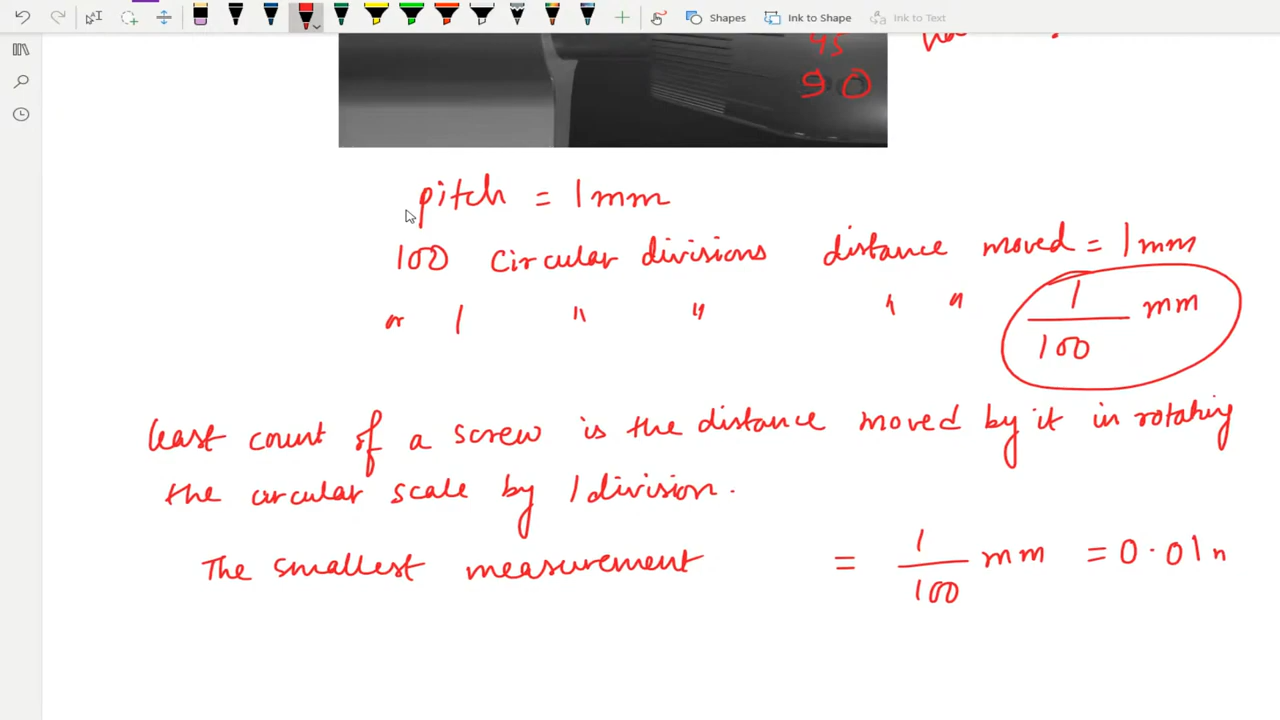 Shapes Ink to Shape Ink to Text
45
90
pitch = 1mm
100 circular divisions distance moved = 1mm
or 1 " " " " 1/100 mm
least count of a screw is the distance moved by it in rotating
the circular scale by 1 division.
The smallest measurement = 1/100 mm = 0.01 n